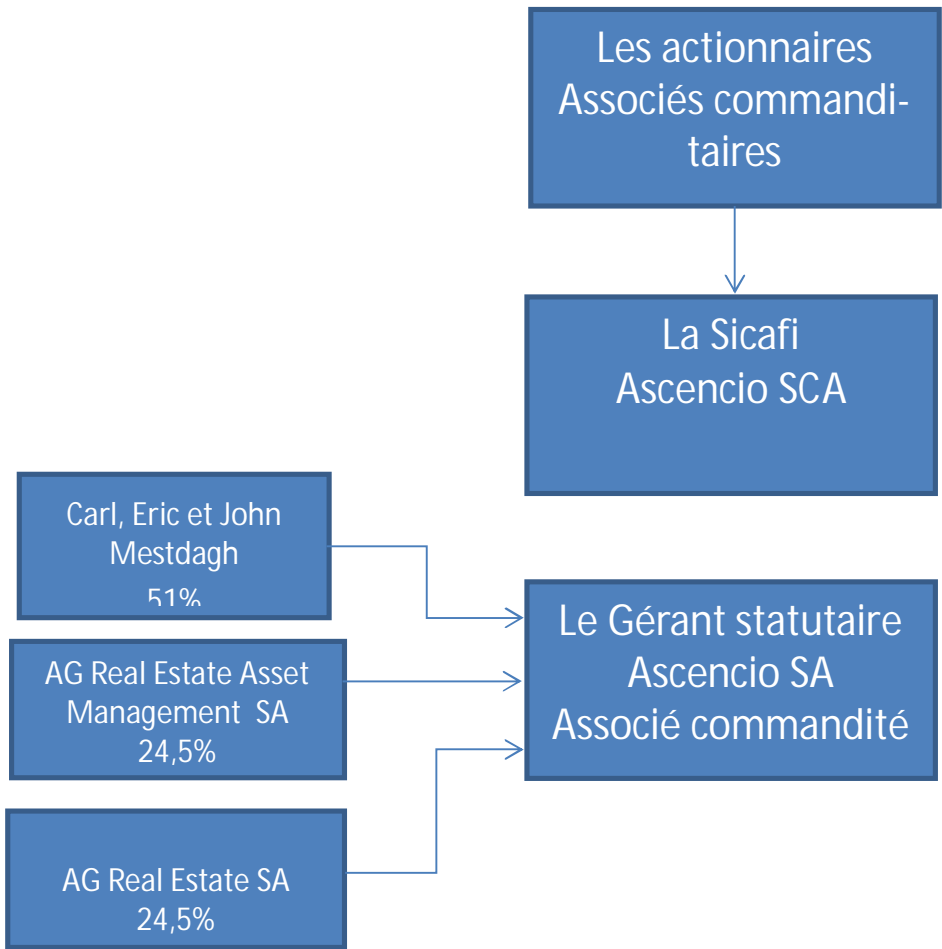 Les actionnaires
Associés commandi-
taires
La Sicafi
Ascencio SCA
Carl, Eric et John
Mestdagh
51%
Le Gérant statutaire
Ascencio SA
Associé commandité
AG Real Estate Asset
Management SA
24,5%
AG Real Estate SA
24,5%